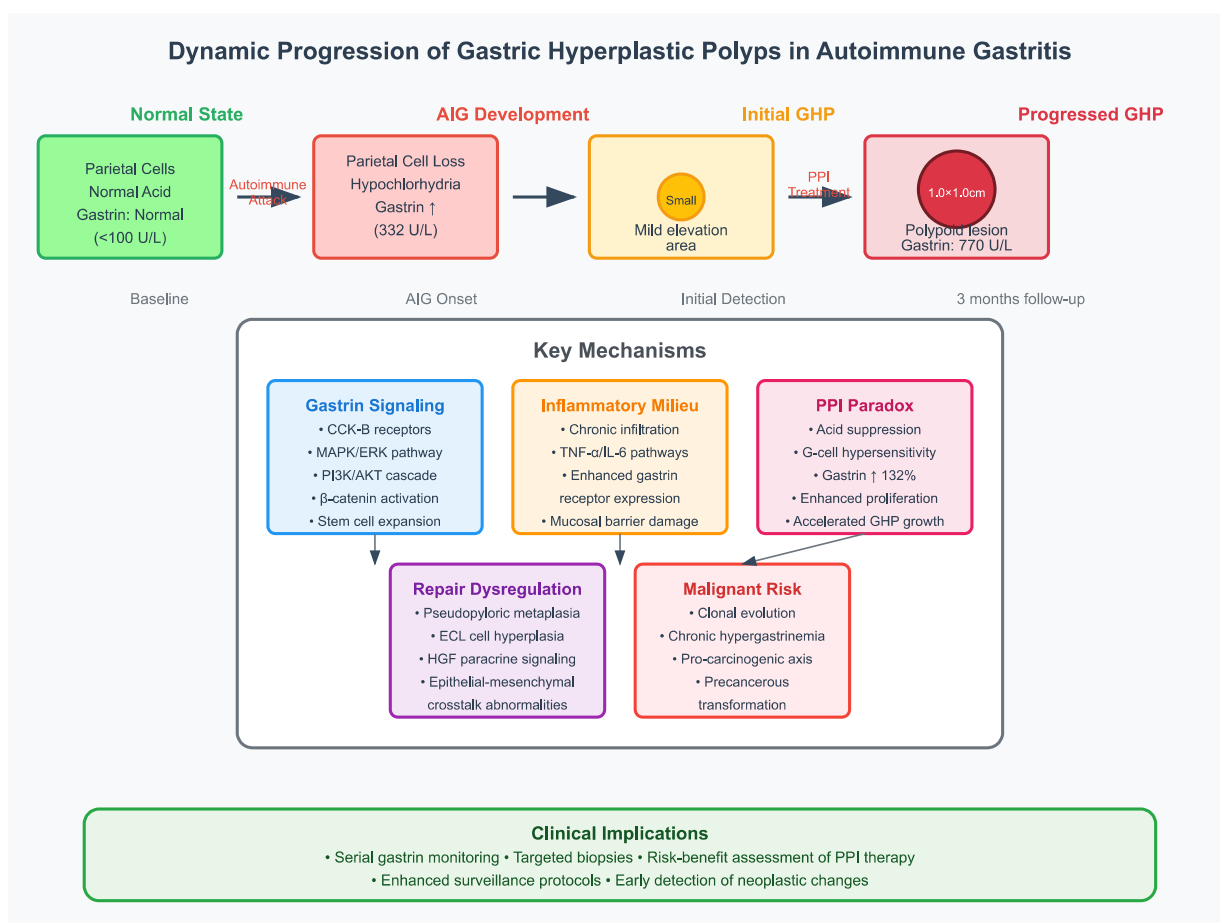 Dynamic Progression of Gastric Hyperplastic Polyps in Autoimmune Gastritis
Normal State
Parietal Cells
Normal Acid
Gastrin: Normal
(<100 U/L)
Baseline
Autoimmune
Attack
AIG Development
Parietal Cell Loss
Hypochlorhydria
Gastrin ↑
(332 U/L)
AIG Onset
Initial GHP
Small
Mild elevation
area
Initial Detection
PPI
Treatment
Progressed GHP
1.0×1.0cm
Polypoid lesion
Gastrin: 770 U/L
3 months follow-up
Key Mechanisms
Gastrin Signaling
• CCK-B receptors
• MAPK/ERK pathway
• PI3K/AKT cascade
• β-catenin activation
• Stem cell expansion
Inflammatory Milieu
• Chronic infiltration
• TNF-α/IL-6 pathways
• Enhanced gastrin
receptor expression
• Mucosal barrier damage
PPI Paradox
• Acid suppression
• G-cell hypersensitivity
• Gastrin ↑ 132%
• Enhanced proliferation
• Accelerated GHP growth
Repair Dysregulation
• Pseudopyloric metaplasia
• ECL cell hyperplasia
• HGF paracrine signaling
• Epithelial-mesenchymal
crosstalk abnormalities
Malignant Risk
• Clonal evolution
• Chronic hypergastrinemia
• Pro-carcinogenic axis
• Precancerous
transformation
Clinical Implications
• Serial gastrin monitoring • Targeted biopsies • Risk-benefit assessment of PPI therapy
• Enhanced surveillance protocols • Early detection of neoplastic changes